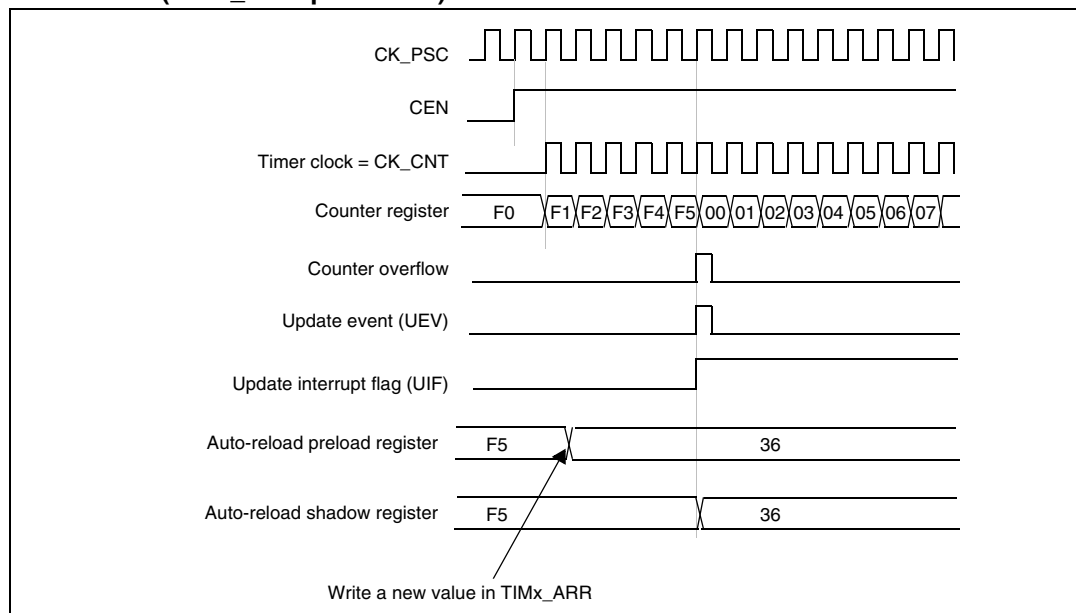 CK_PSC
CEN
Timer clock = CK_CNT
Counter register F0 F1 F2 F3 F4 F5 00 01 02 03 04 05 06 07
Counter overflow
Update event (UEV)
Update interrupt flag (UIF)
Auto-reload preload register F5 36
Auto-reload shadow register F5 36
Write a new value in TIMx_ARR